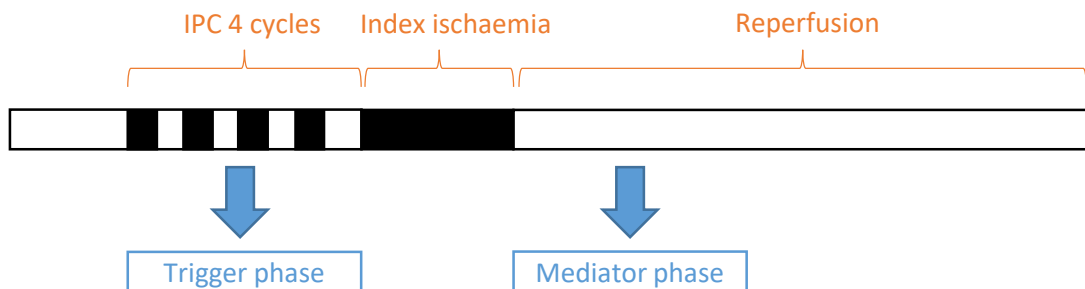 IPC 4 cycles Index ischaemia Reperfusion
Trigger phase Mediator phase